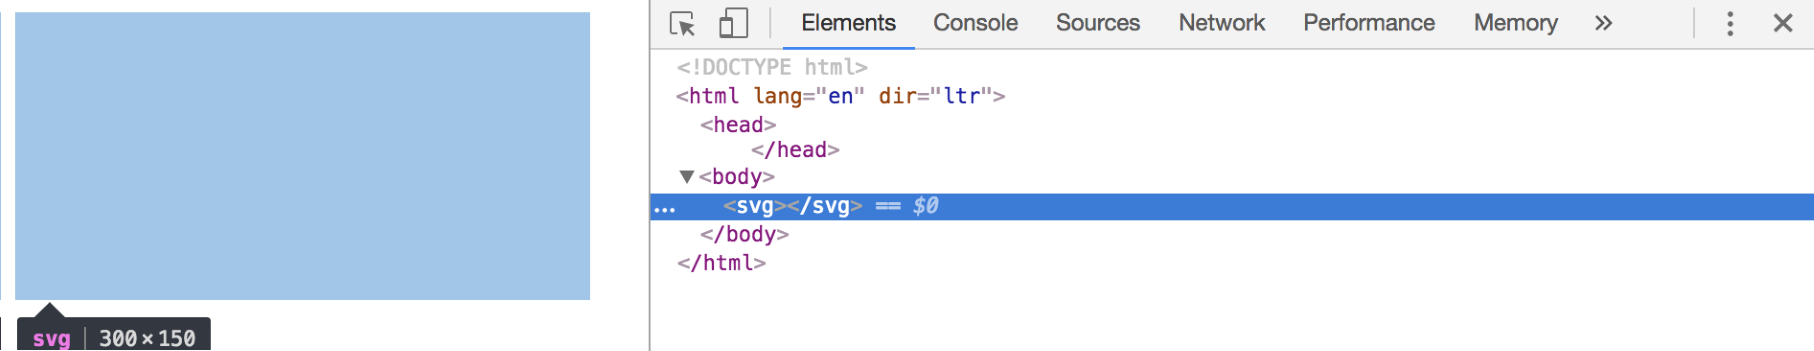 Elements Console Sources Network Performance Memory »
<!DOCTYPE html>
<html lang="en" dir="ltr">
<head>
</head>
▼<body>
... <svg></svg> == $0
</body>
</html>
svg 300 × 150